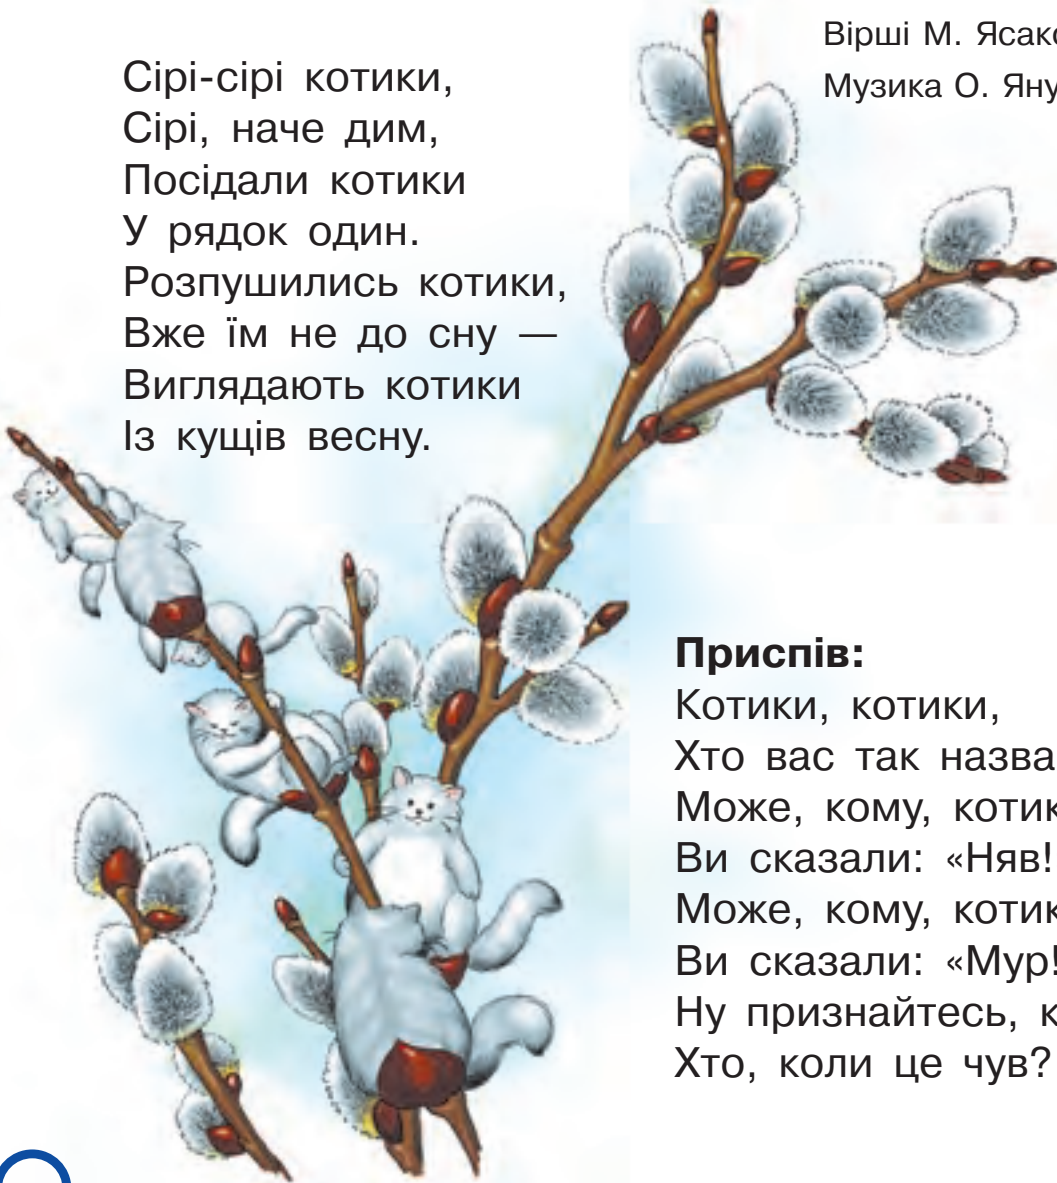 Вірші М.
Музика О.
Сірі-сірі котики,
Сірі, наче дим,
Посідали котики
У рядок один.
Розпушились котики,
Вже їм не до сну —
Виглядають котики
Із кущів весну.
Приспів:
Котики, котики,
Хто вас так
Може, кому,
Ви сказали: «Няв!
Може, кому,
Ви сказали: «Мур!
Ну признайтесь,
Хто, коли це чув?